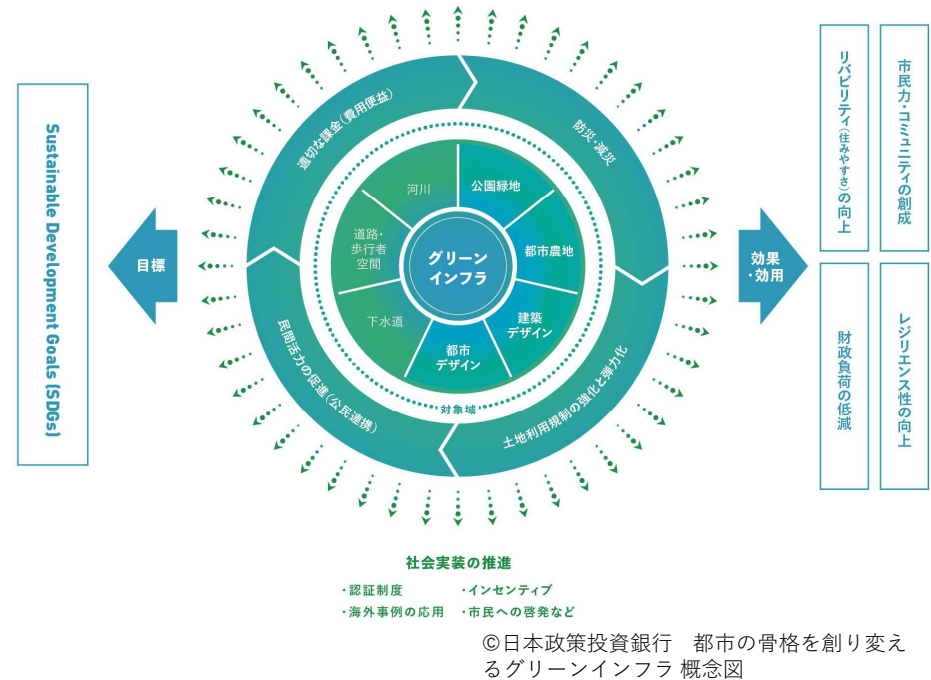 Sustainable Development Goals (SDGs)
目標
適切な課金(費用便益)
防災・減災
土地利用規制の強化と弾力化
民間活力の促進(公民連携)
公園緑地
都市農地
建築
デザイン
都市
デザイン
下水道
道路・
歩行者
空間
河川
グリーン
インフラ
対象域
効果
・効用
リバビリティ(住みやすさ)の向上
市民力・コミュニティの創成
財政負荷の低減
レジリエンス性の向上
社会実装の推進
・認証制度 ・インセンティブ
・海外事例の応用 ・市民への啓発など
©日本政策投資銀行　都市の骨格を創り変え
るグリーンインフラ 概念図